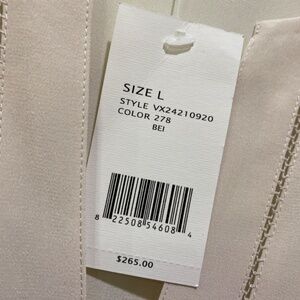 SIZE L
STYLE VX24210920
COLOR 278
BEI
8 22508 54608 4
$265.00